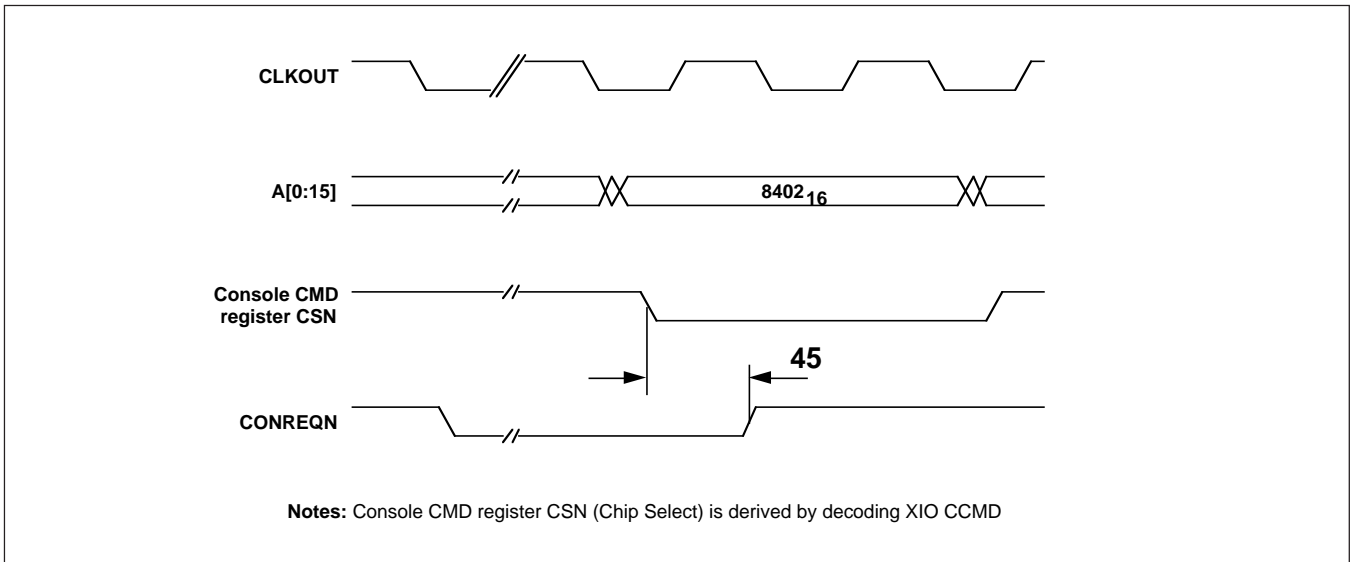 CLKOUT
A[0:15]
8402 16
Console CMD
register CSN
45
CONREQN
Notes: Console CMD register CSN (Chip Select) is derived by decoding XIO CCMD